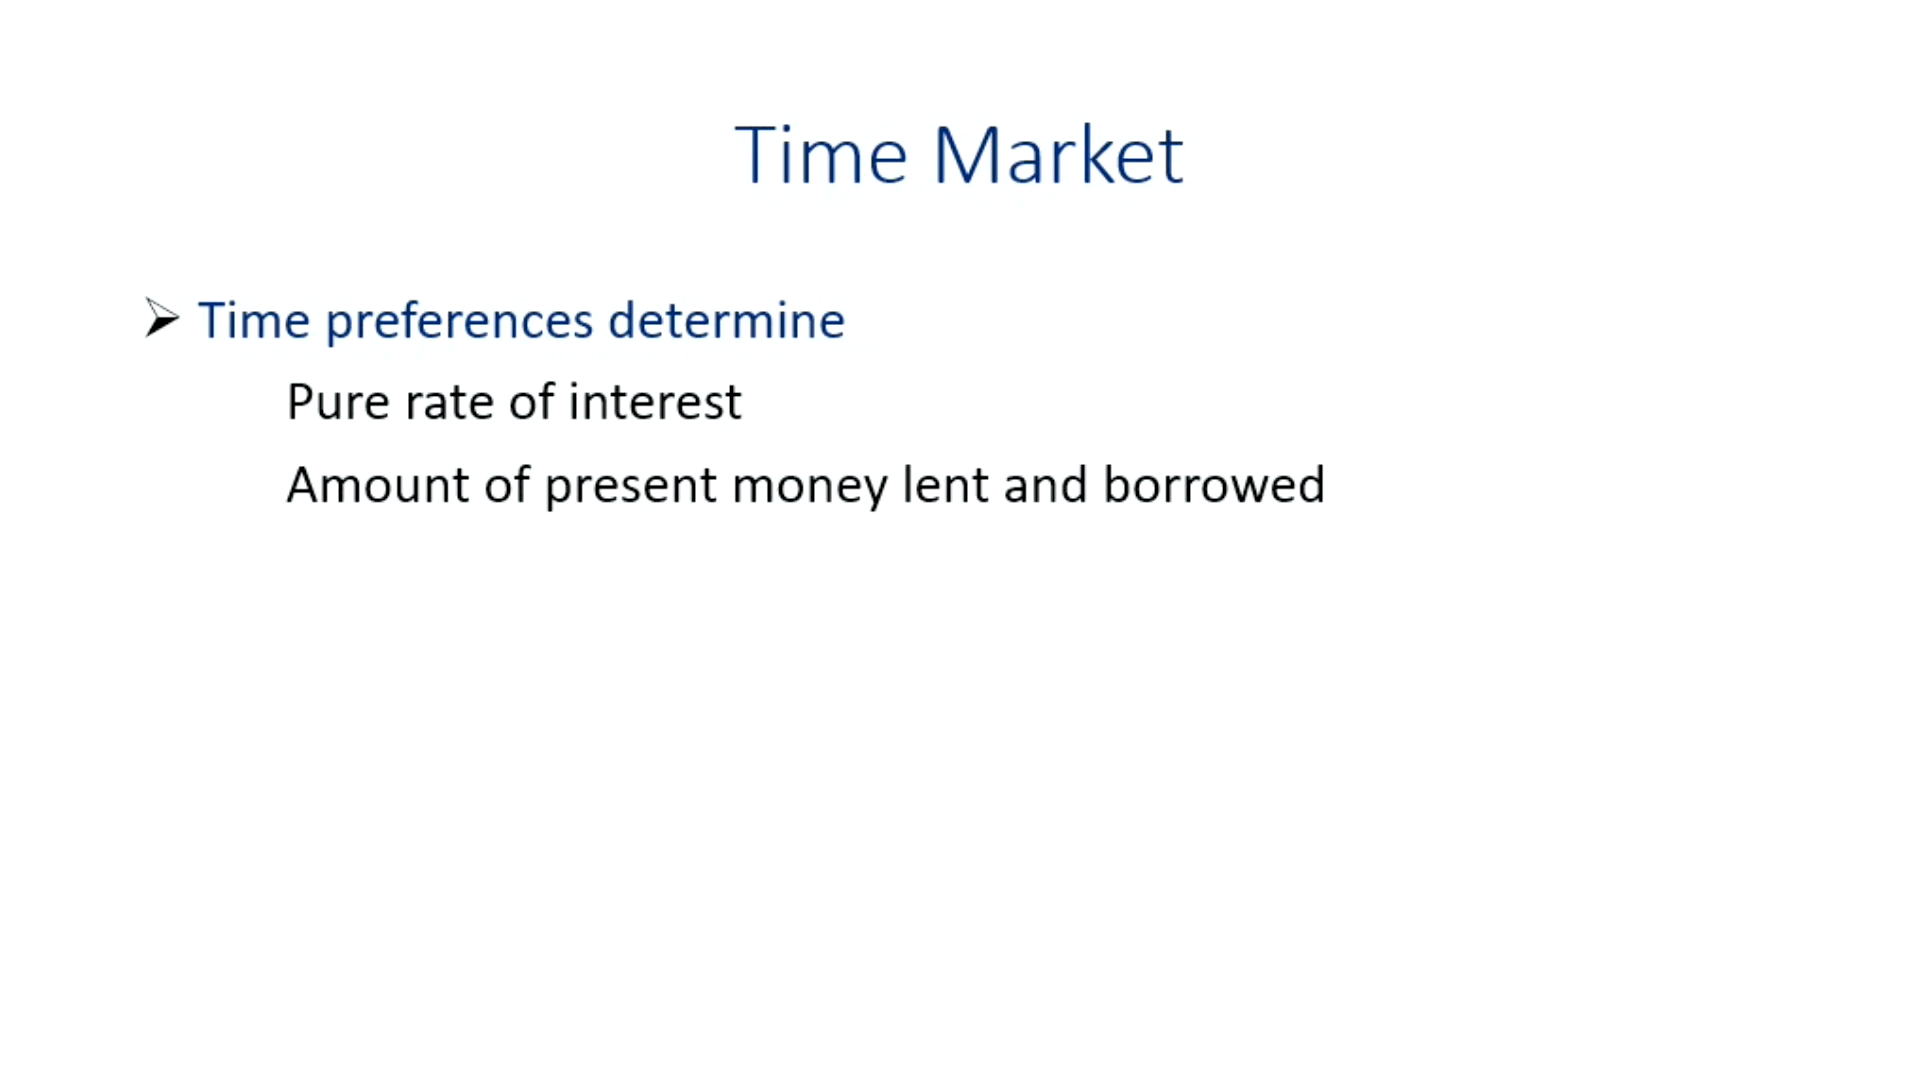 Time Market
➢ Time preferences determine
Pure rate of interest
Amount of present money lent and borrowed